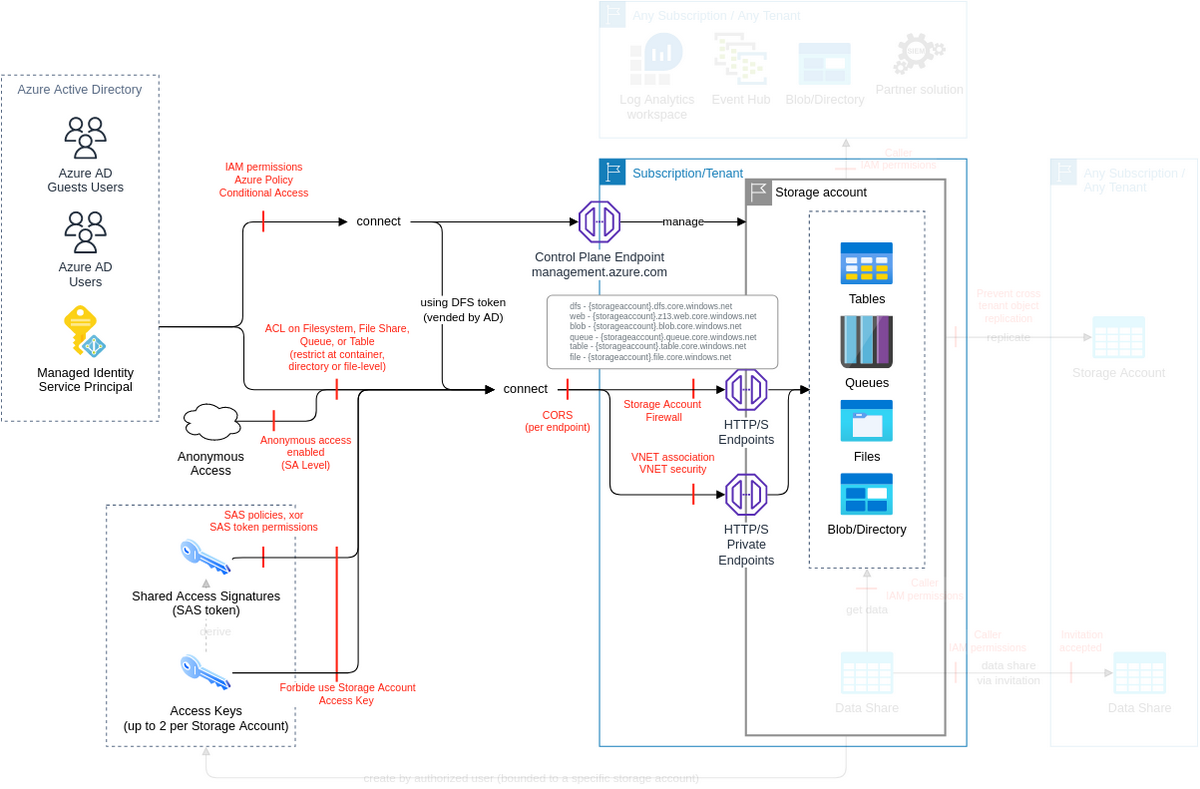 Any Subscription / Any Tenant
Log Analytics
workspace
Event Hub
Blob/Directory
SIEM
Partner solution
Azure Active Directory
Azure AD
Guests Users
Azure AD
Users
Managed Identity
Service Principal
IAM permissions
Azure Policy
Conditional Access
connect
using DFS token
(vended by AD)
ACL on Filesystem, File Share,
Queue, or Table
(restrict at container,
directory or file-level)
Anonymous
Access
Anonymous access
enabled
(SA Level)
SAS policies, xor
SAS token permissions
Shared Access Signatures
(SAS token)
derive
Access Keys
(up to 2 per Storage Account)
Forbide use Storage Account
Access Key
connect
CORS
(per endpoint)
Caller
IAM permissions
Subscription/Tenant
Storage account
Control Plane Endpoint
management.azure.com
manage
dfs - {storageaccount}.dfs.core.windows.net
web - {storageaccount}.z13.web.core.windows.net
blob - {storageaccount}.blob.core.windows.net
queue - {storageaccount}.queue.core.windows.net
table - {storageaccount}.table.core.windows.net
file - {storageaccount}.file.core.windows.net
Storage Account
Firewall
HTTP/S
Endpoints
VNET association
VNET security
HTTP/S
Private
Endpoints
Tables
Queues
Files
Blob/Directory
Caller
IAM permissions
get data
Data Share
Caller
IAM permissions
data share
via invitation
Invitation
accepted
Any Subscription /
Any Tenant
Prevent cross
tenant object
replication
replicate
Storage Account
Data Share
create by authorized user (bounded to a specific storage account)